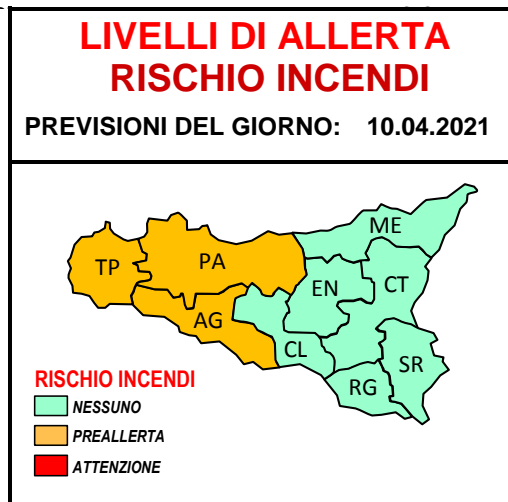 LIVELLI DI ALLERTA
RISCHIO INCENDI
PREVISIONI DEL GIORNO: 10.04.2021
ME
TP
PA
EN
CT
AG
CL
SR
RG
RISCHIO INCENDI
NESSUNO
PREALLERTA
ATTENZIONE